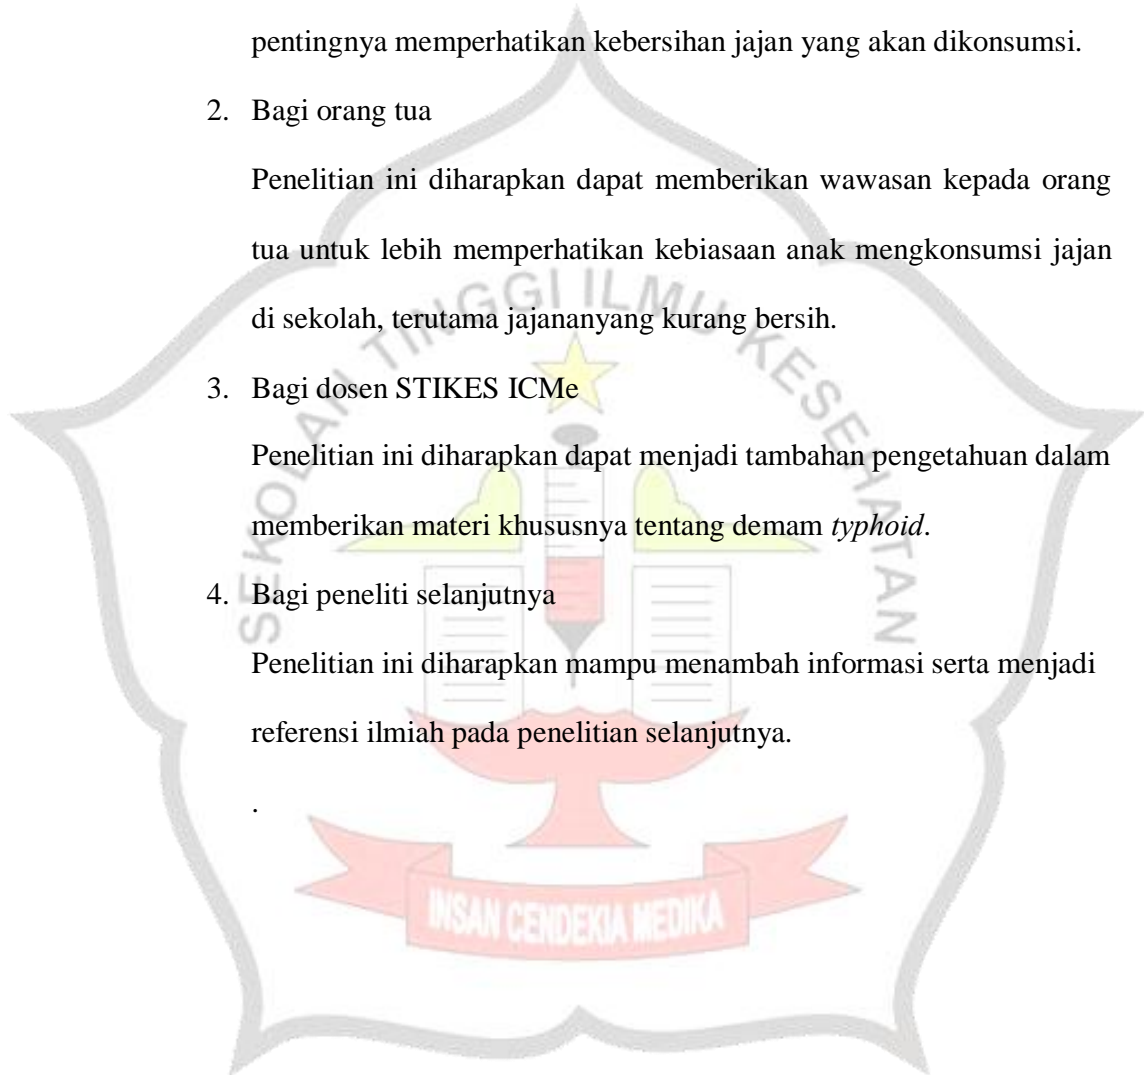 pentingnya memperhatikan kebersihan jajan yang akan dikonsumsi.
2. Bagi orang tua
Penelitian ini diharapkan dapat memberikan wawasan kepada orang
tua untuk lebih memperhatikan kebiasaan anak mengkonsumsi jajan
di sekolah, terutama jajananyang kurang bersih.
3. Bagi dosen STIKES ICMe
Penelitian ini diharapkan dapat menjadi tambahan pengetahuan dalam
memberikan materi khususnya tentang demam typhoid.
4. Bagi peneliti selanjutnya
Penelitian ini diharapkan mampu menambah informasi serta menjadi
referensi ilmiah pada penelitian selanjutnya.
.
SEKOLAH TINGGI ILMU KESEHATAN
INSAN CENDEKIA MEDIKA